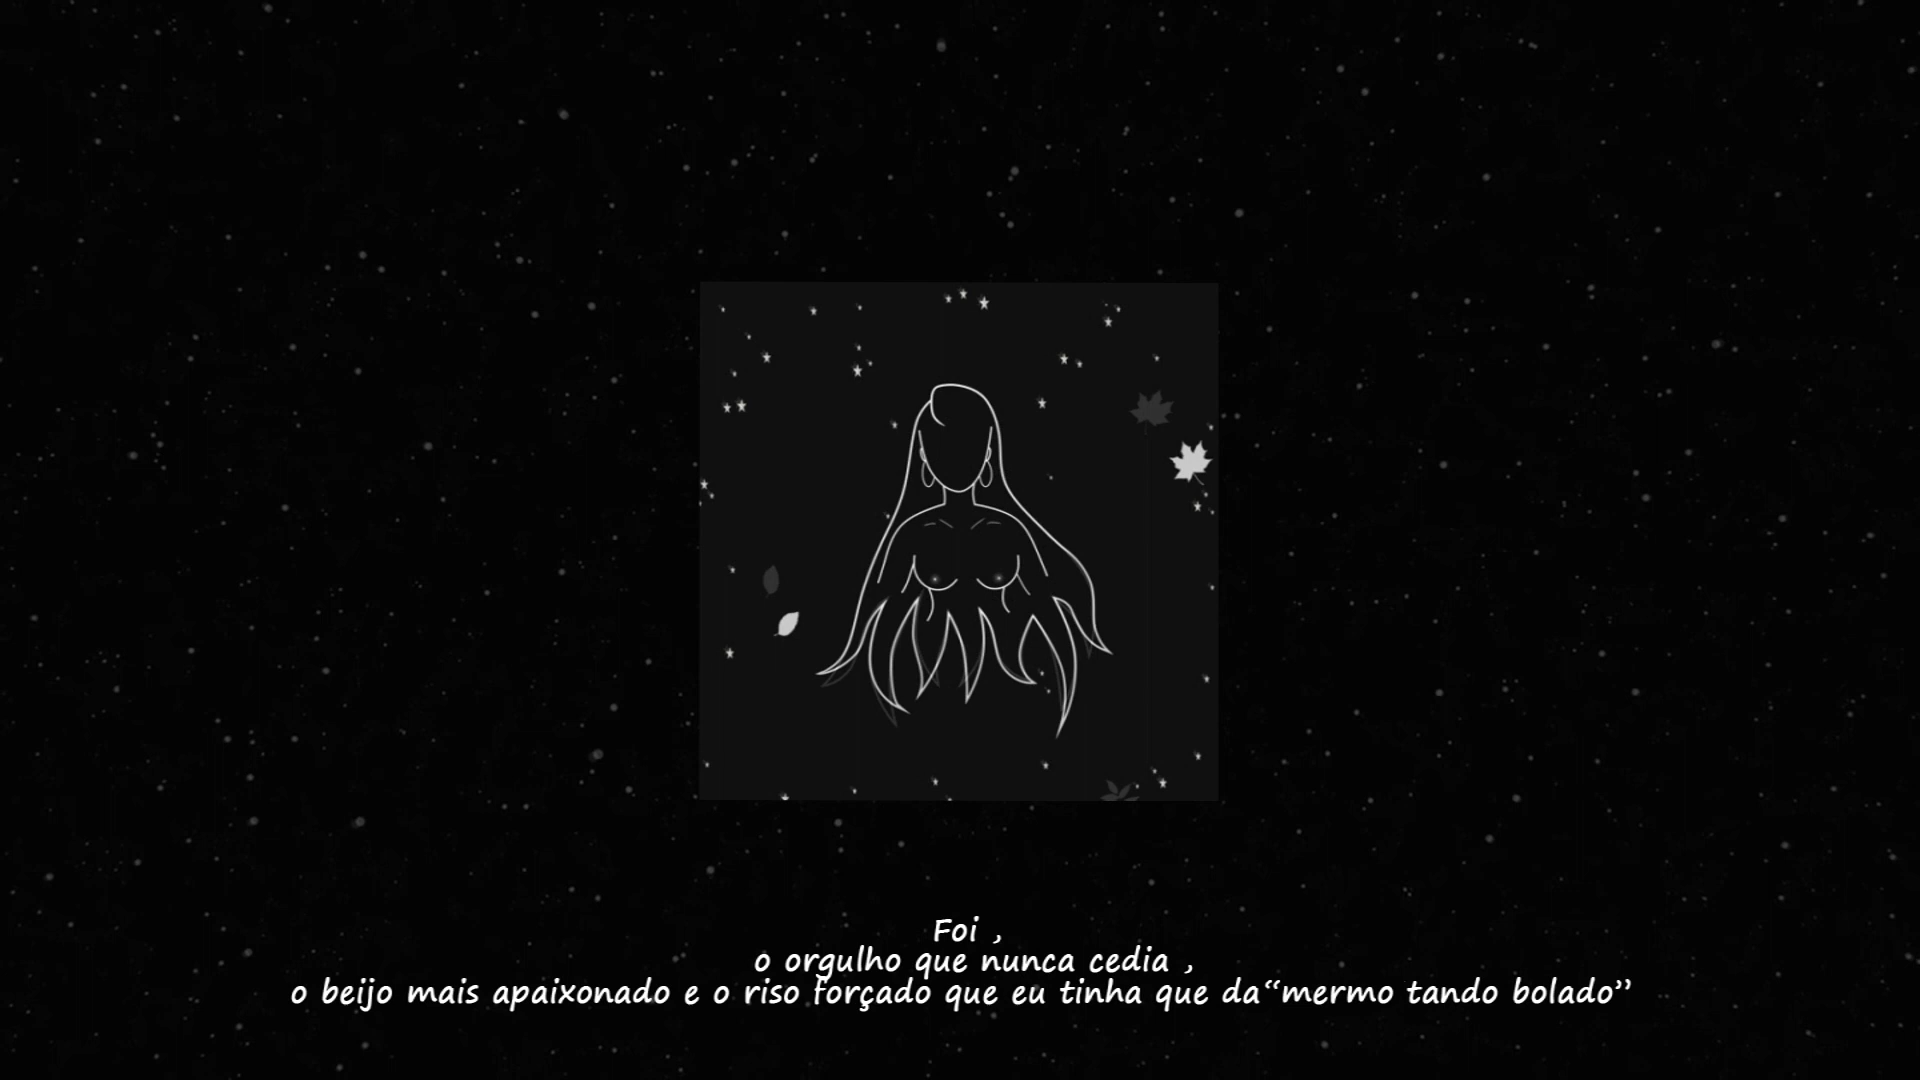 Foi ,
o orgulho que nunca cedia ,
o beijo mais apaixonado e o riso forçado que eu tinha que da“mermo tando bolado”